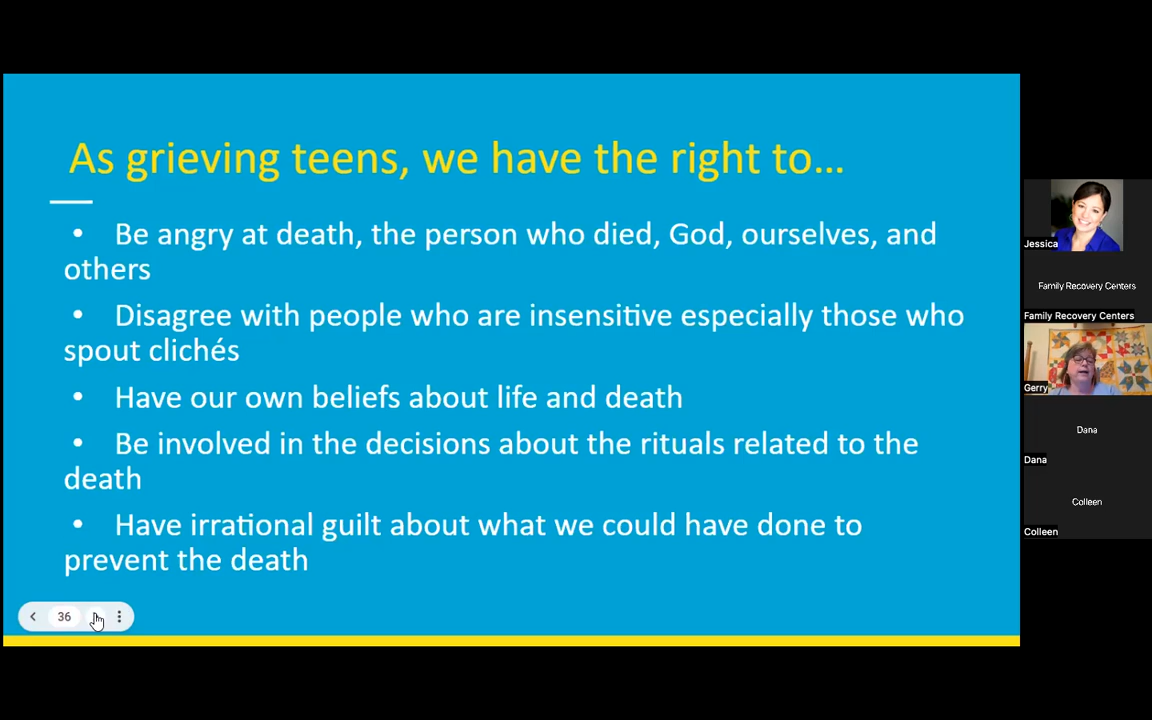 As grieving teens, we have the right to...
• Be angry at death, the person who died, God, ourselves, and
others
• Disagree with people who are insensitive especially those who
spout clichés
• Have our own beliefs about life and death
• Be involved in the decisions about the rituals related to the
death
• Have irrational guilt about what we could have done to
prevent the death
36
Jessica
Family Recovery Centers
Family Recovery Centers
Gerry
Dana
Dana
Colleen
Colleen